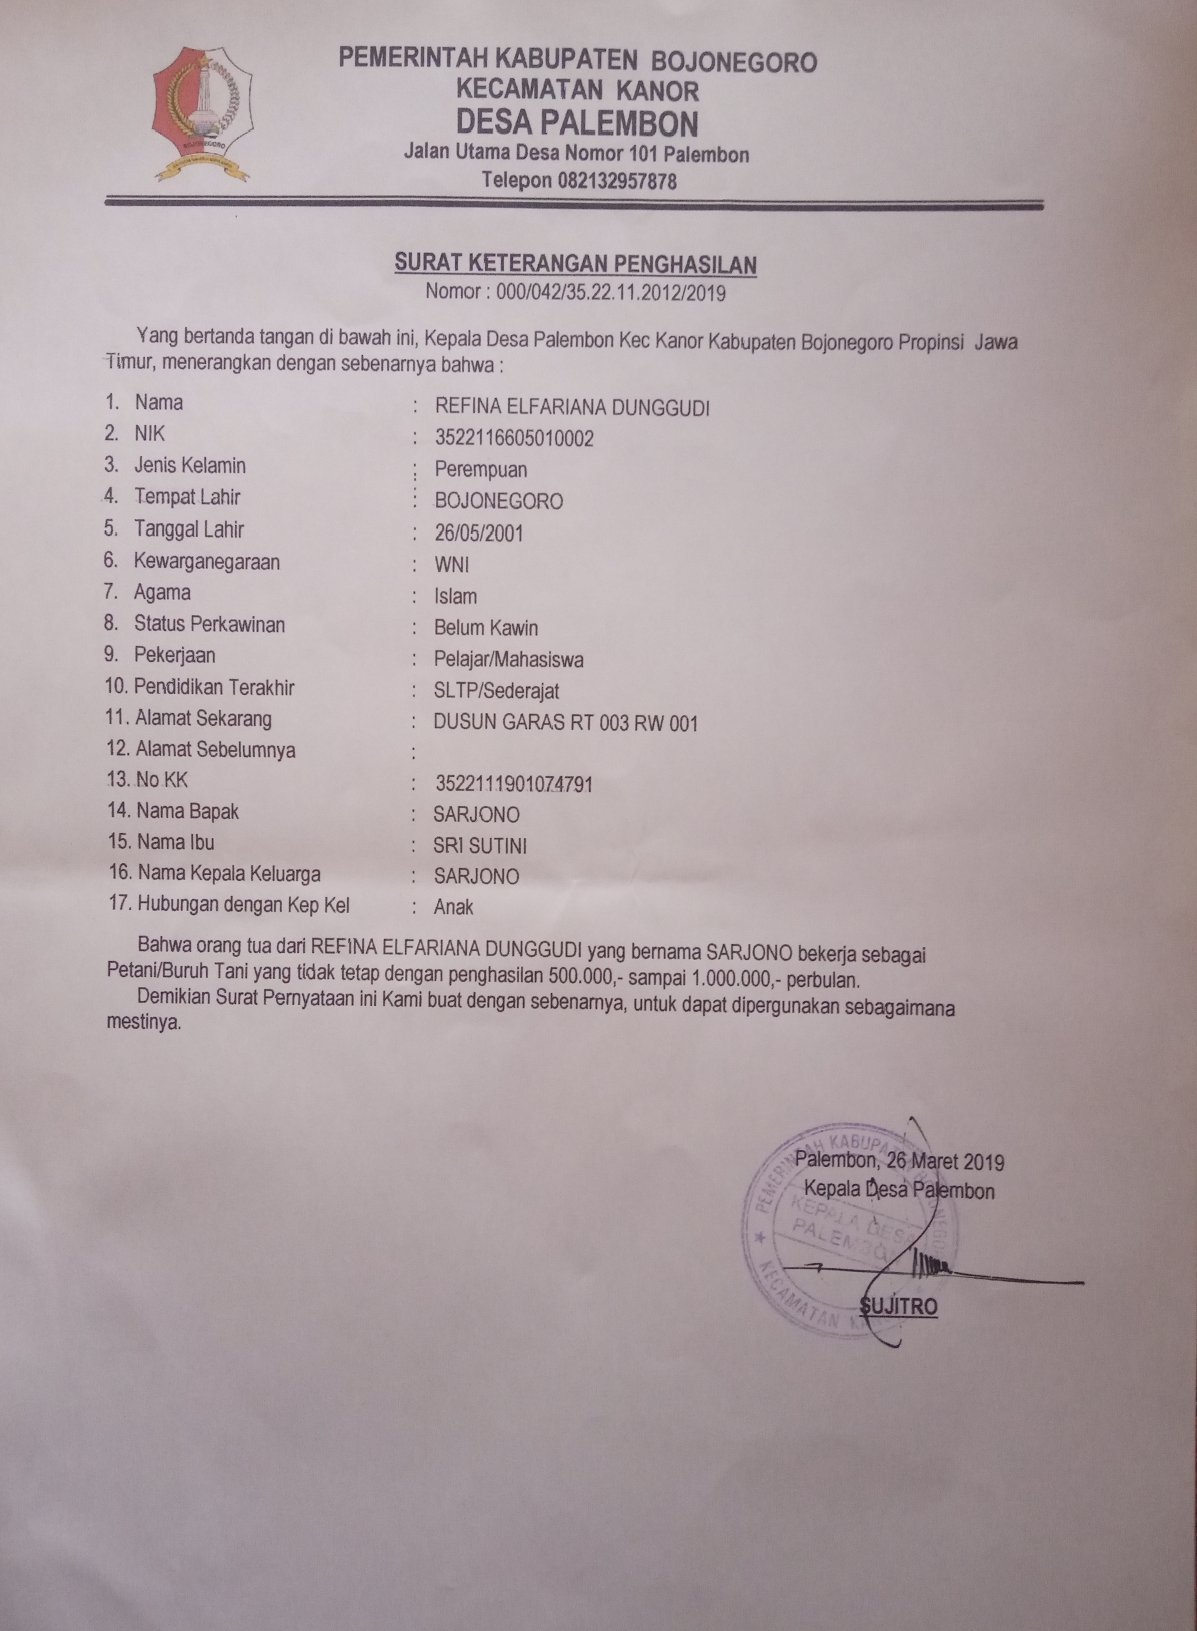 PEMERINTAH KABUPATEN BOJONEGORO
KECAMATAN KANOR
DESA PALEMBON
Jalan Utama Desa Nomor 101 Palembon
Telepon 082132957878
BOJONEGORO
SURAT KETERANGAN PENGHASILAN
Nomor : 000/042/35.22.11.2012/2019
Yang bertanda tangan di bawah ini, Kepala Desa Palembon Kec Kanor Kabupaten Bojonegoro Propinsi Jawa
Timur, menerangkan dengan sebenarnya bahwa :
1. Nama : REFINA ELFARIANA DUNGGUDI
2. NIK : 3522116605010002
3. Jenis Kelamin : Perempuan
4. Tempat Lahir : BOJONEGORO
5. Tanggal Lahir : 26/05/2001
6. Kewarganegaraan : WNI
7. Agama : Islam
8. Status Perkawinan : Belum Kawin
9. Pekerjaan : Pelajar/Mahasiswa
10. Pendidikan Terakhir : SLTP/Sederajat
11. Alamat Sekarang : DUSUN GARAS RT 003 RW 001
12. Alamat Sebelumnya :
13. No KK : 3522111901074791
14. Nama Bapak : SARJONO
15. Nama Ibu : SRI SUTINI
16. Nama Kepala Keluarga : SARJONO
17. Hubungan dengan Kep Kel : Anak
Bahwa orang tua dari REFINA ELFARIANA DUNGGUDI yang bernama SARJONO bekerja sebagai
Petani/Buruh Tani yang tidak tetap dengan penghasilan 500.000,- sampai 1.000.000,- perbulan.
Demikian Surat Pernyataan ini Kami buat dengan sebenarnya, untuk dapat dipergunakan sebagaimana
mestinya.
Palembon, 26 Maret 2019
Kepala Desa Palembon
PEMERINTAH KABUPATEN
KEPALA DESA
PALEMBON
KECAMATAN
SUJITRO